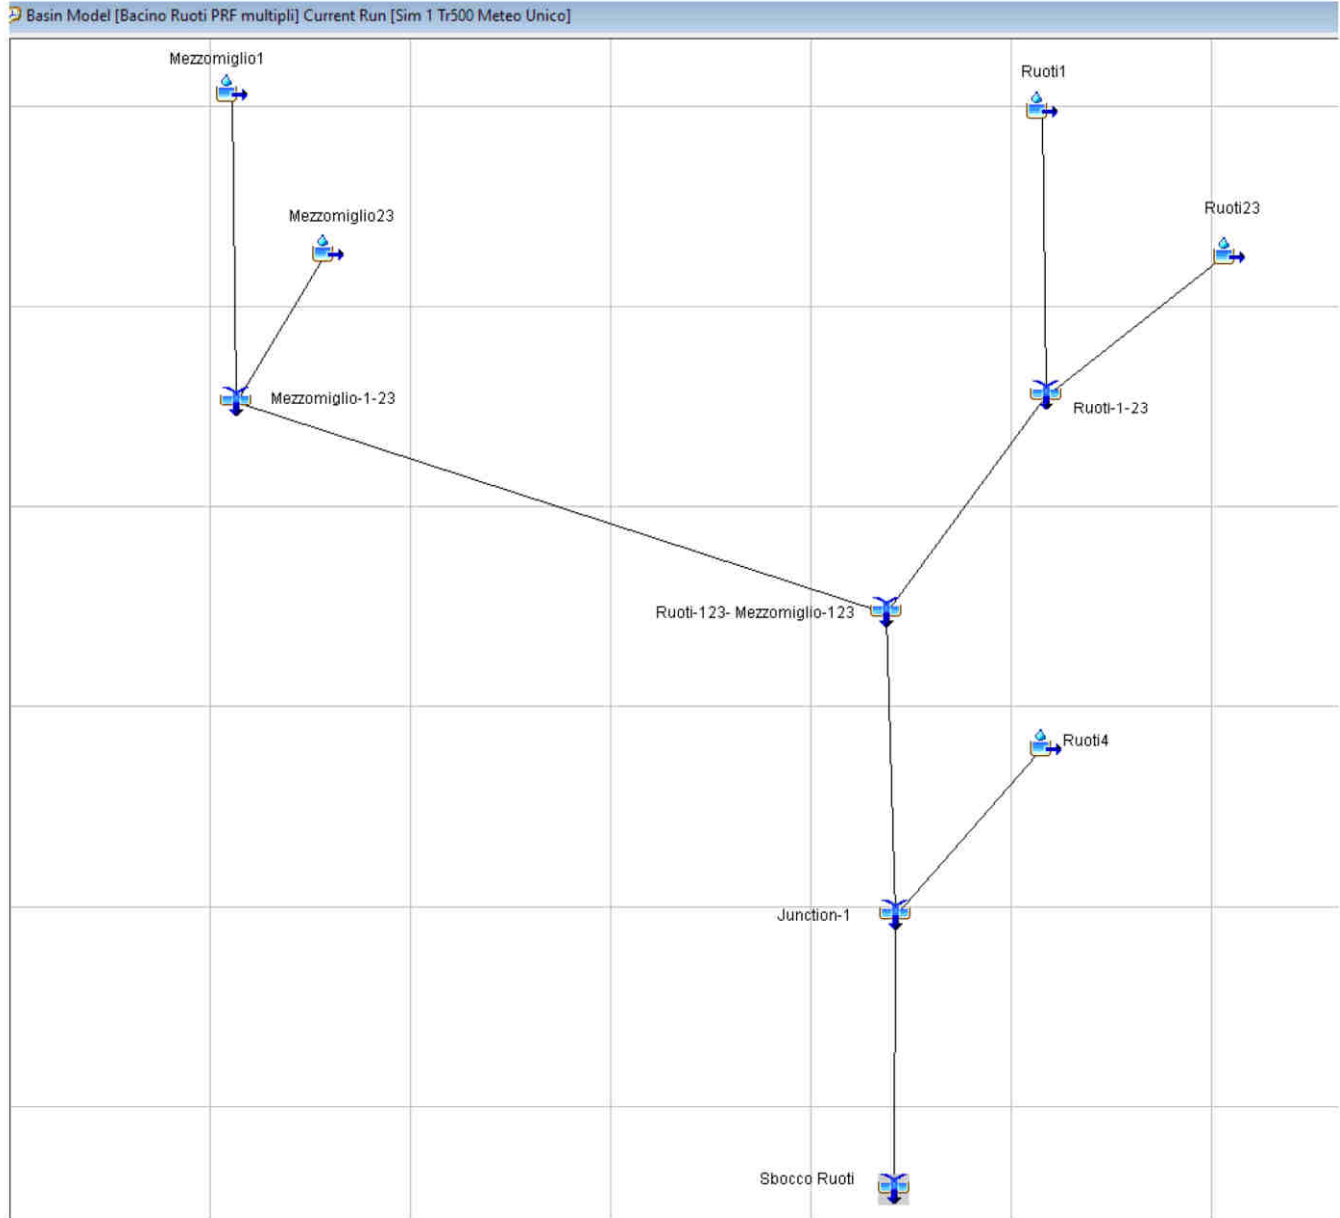 Basin Model [Bacino Ruoti PRF multipli] Current Run [Sim 1 Tr500 Meteo Unico]
Mezzomiglio1
Ruoti1
Mezzomiglio23
Ruoti23
Mezzomiglio-1-23
Ruoti-1-23
Ruoti-123- Mezzomiglio-123
Ruoti4
Junction-1
Sbocco Ruoti